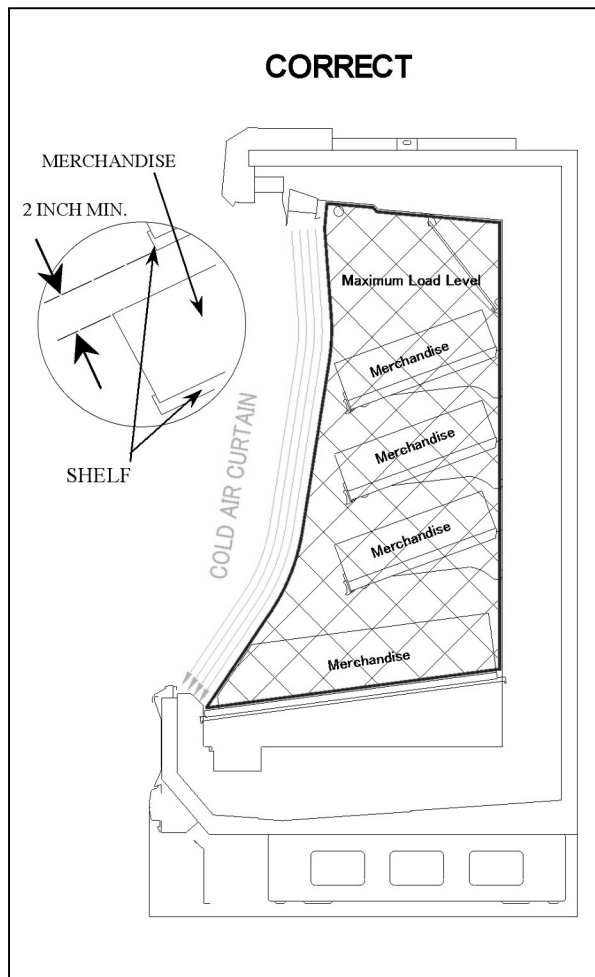 CORRECT
MERCHANDISE
2 INCH MIN.
SHELF
COLD AIR CURTAIN
Maximum Load Level
Merchandise
Merchandise
Merchandise
Merchandise